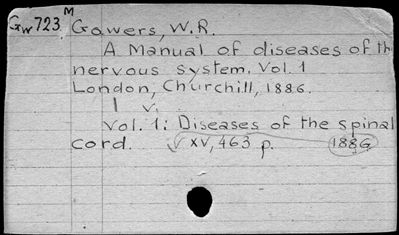 Gw723 M Gowers, W.R.
A Manual of diseases of th
nervous system. Vol. 1
London, Churchill, 1886.
1 v.
Vol. 1: Diseases of the spinal
cord. √ xv, 463 p. 1886